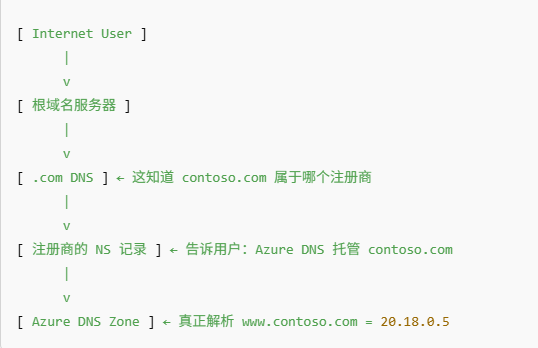 [ Internet User ]
|
v
[ 根域名服务器 ]
|
v
[ .com DNS ] ← 这知道 contoso.com 属于哪个注册商
|
v
[ 注册商的 NS 记录 ] ← 告诉用户：Azure DNS 托管 contoso.com
|
v
[ Azure DNS Zone ] ← 真正解析 www.contoso.com = 20.18.0.5